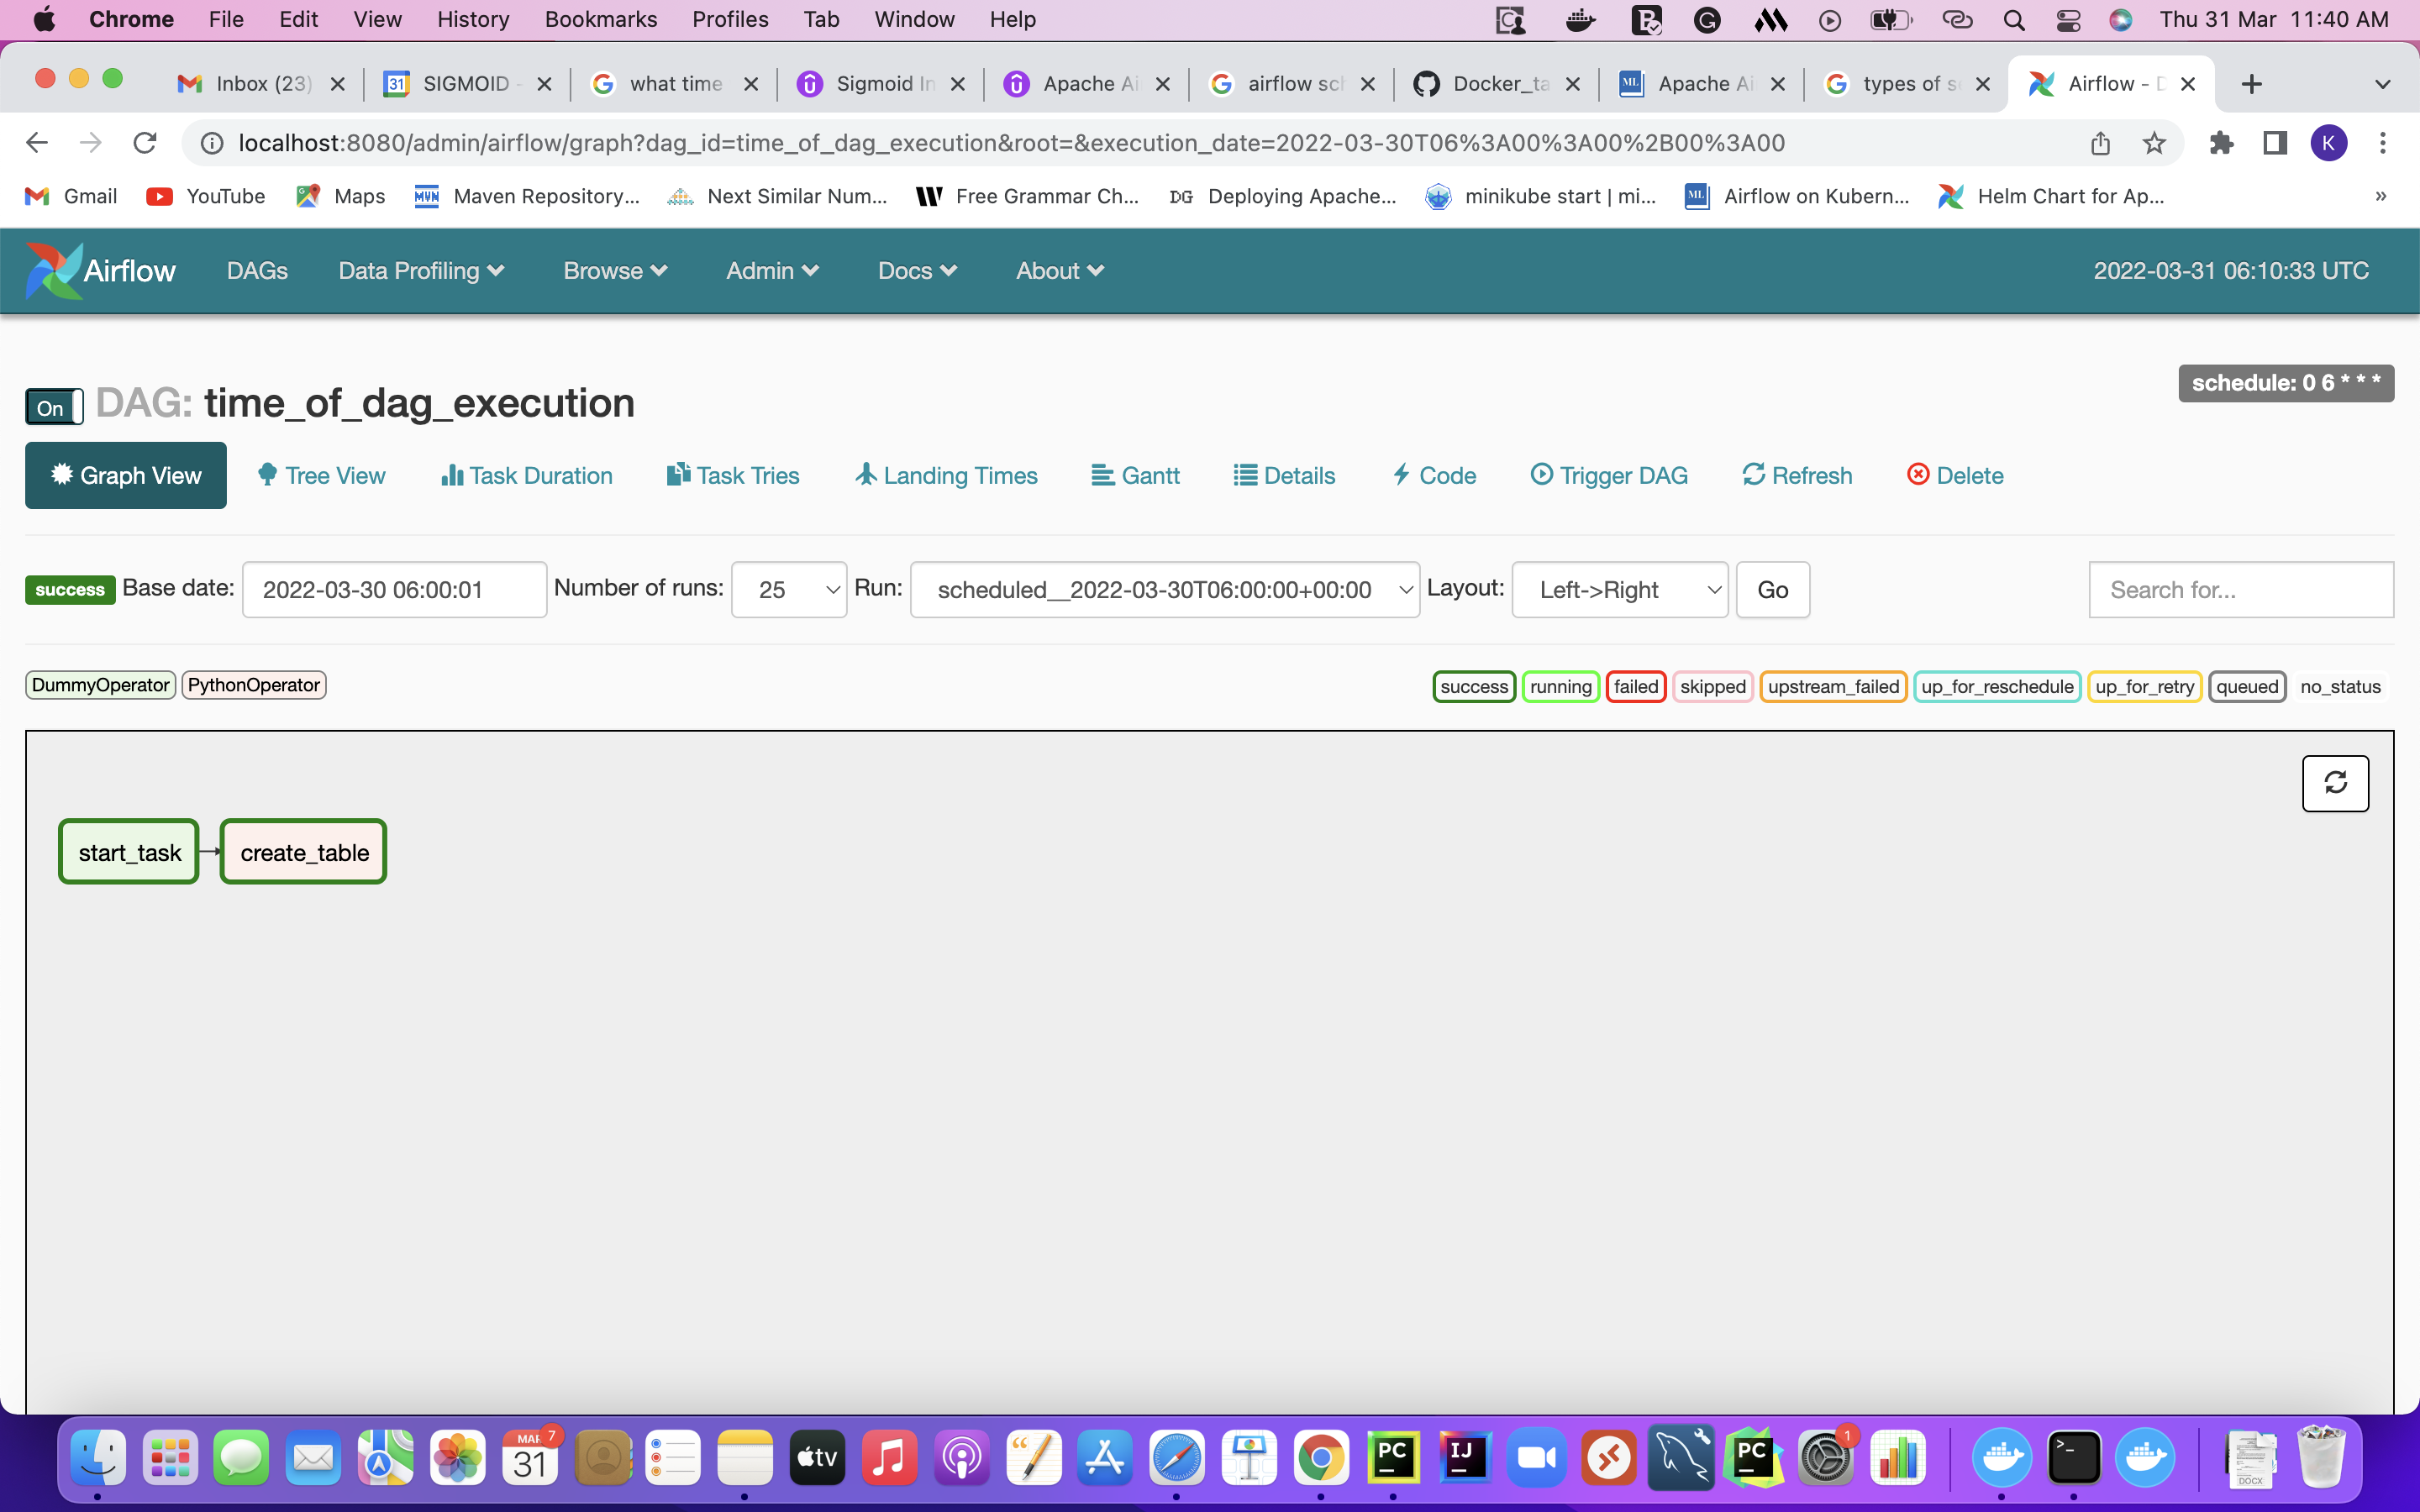 Chrome File Edit View History Bookmarks Profiles Tab Window Help Thu 31 Mar 11:40 AM
Inbox (23) SIGMOID - what time Sigmoid In Apache Ai airflow sch Docker_ta Apache Ai types of s Airflow - D
localhost:8080/admin/airflow/graph?dag_id=time_of_dag_execution&root=&execution_date=2022-03-30T06%3A00%3A00%2B00%3A00 K
Gmail YouTube Maps Maven Repository... Next Similar Num... Free Grammar Ch... DG Deploying Apache... minikube start | mi... ML Airflow on Kubern... Helm Chart for Ap... »
Airflow DAGs Data Profiling Browse Admin Docs About 2022-03-31 06:10:33 UTC
schedule: 0 6 * * *
On DAG: time_of_dag_execution
Graph View Tree View Task Duration Task Tries Landing Times Gantt Details Code Trigger DAG Refresh Delete
success Base date: 2022-03-30 06:00:01 Number of runs: 25 Run: scheduled__2022-03-30T06:00:00+00:00 Layout: Left->Right Go Search for...
DummyOperator PythonOperator success running failed skipped upstream_failed up_for_reschedule up_for_retry queued no_status
start_task create_table
MAR 31 7 tv PC IJ PC 1 DOCX